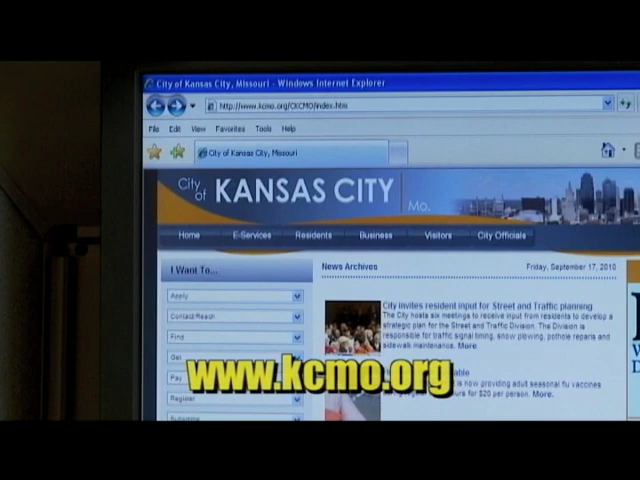 City of Kansas City, Missouri - Windows Internet Explorer
http://www.kcmo.org/CKCMO/index.htm
File Edit View Favorites Tools Help
City of Kansas City, Missouri
City of KANSAS CITY Mo.
Home E-Services Residents Business Visitors City Officials
I Want To...
News Archives Friday, September 17, 2010
Apply
Contact/Reach
Find
Get
Pay
Register
City invites resident input for Street and Traffic planning
The City hosts six meetings to receive input from residents to develop a
strategic plan for the Street and Traffic Division. The Division is
responsible for traffic signal timing, snow plowing, pothole repairs and
sidewalk maintenance. More
is now providing adult seasonal flu vaccines
for $20 per person. More.
www.kcmo.org